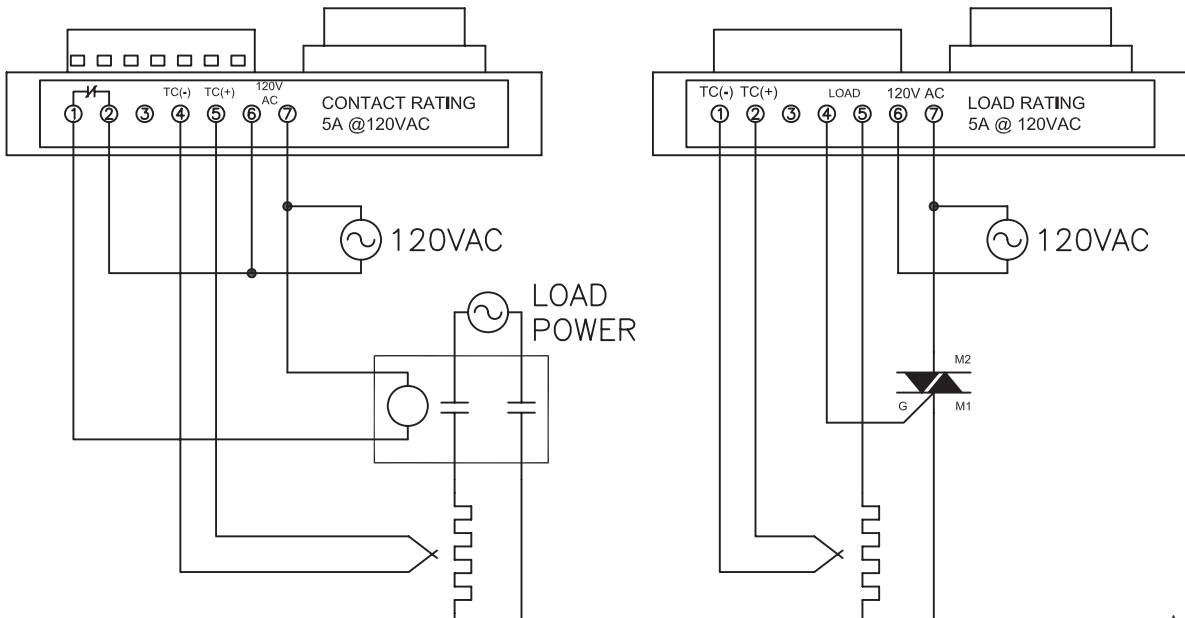 120V
TC(-) TC(+) AC
1 2 3 4 5 6 7
CONTACT RATING
5A @120VAC
120VAC
LOAD
POWER
TC(-) TC(+) LOAD 120V AC
1 2 3 4 5 6 7
LOAD RATING
5A @ 120VAC
120VAC
M2
G M1